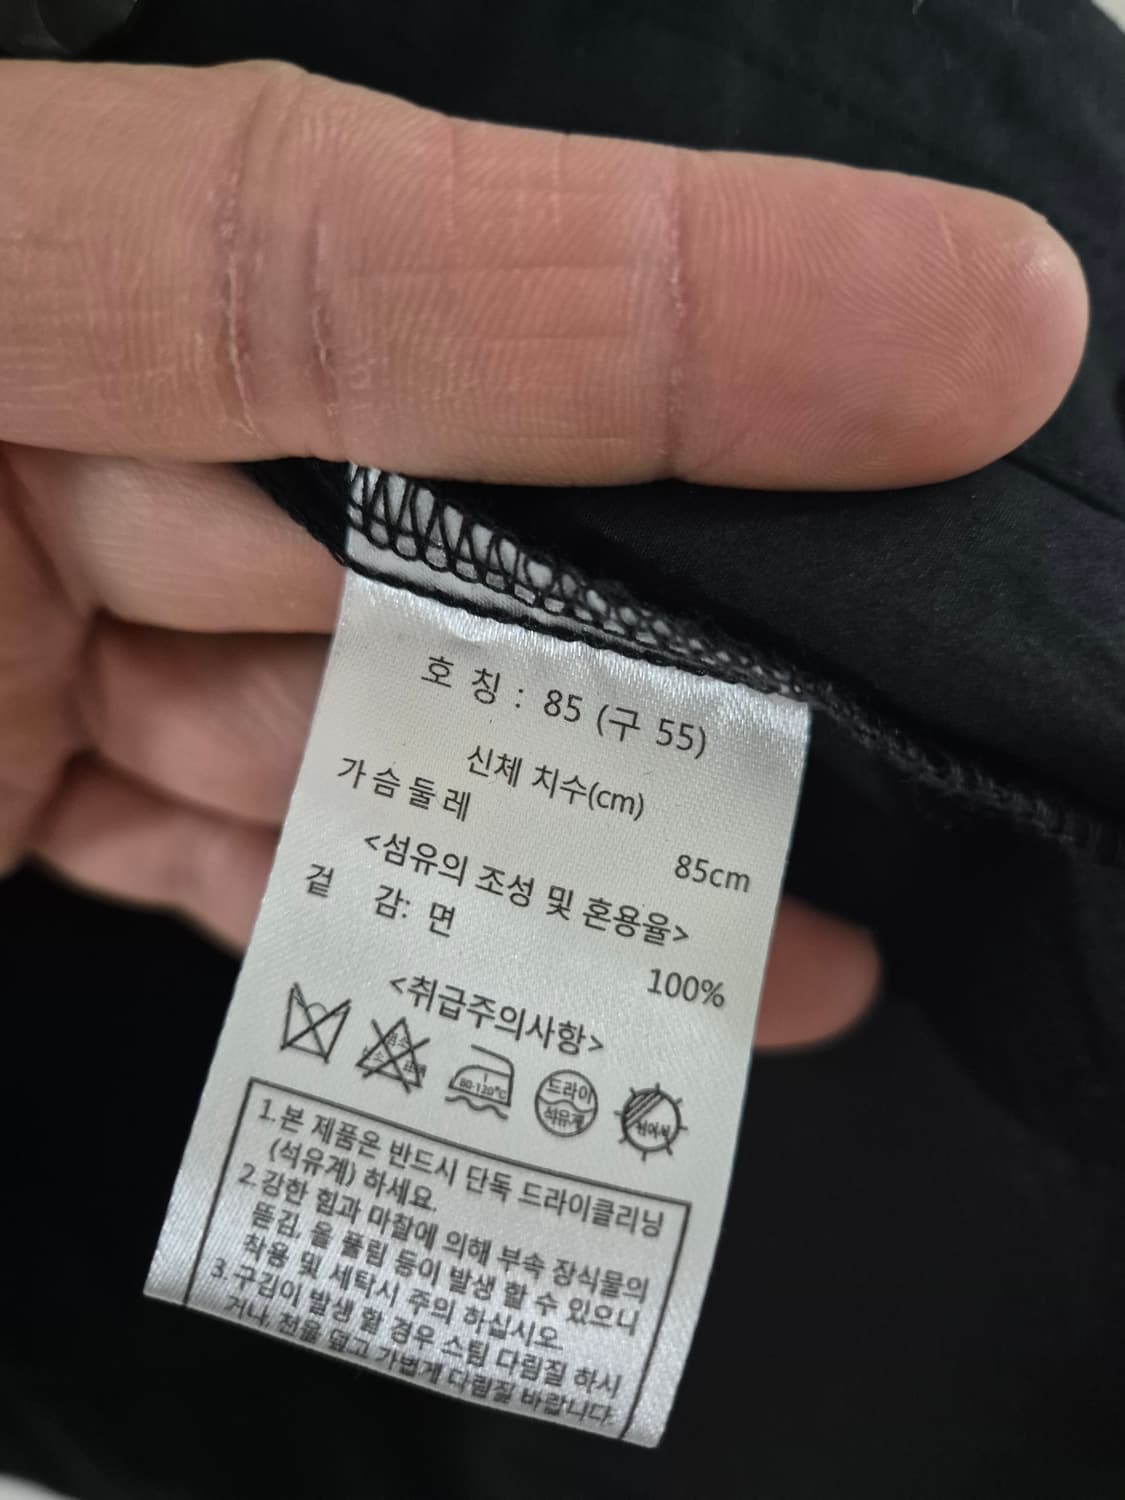 호 칭 : 85 (구 55)
신체 치수(cm)
가슴둘레 85cm
<섬유의 조성 및 혼용율>
겉 감: 면 100%
<취급주의사항>
80-120℃
드라이
석유계
1.본 제품은 반드시 단독 드라이클리닝
(석유계) 하세요.
2.강한 힘과 마찰에 의해 부속 장식물의
뜯김, 올 풀림 등이 발생 할 수 있으니
착용 및 세탁시 주의 하십시오.
3.구김이 발생 할 경우 스팀 다림질 하시
거나, 천을 덮고 가볍게 다림질 바랍니다.